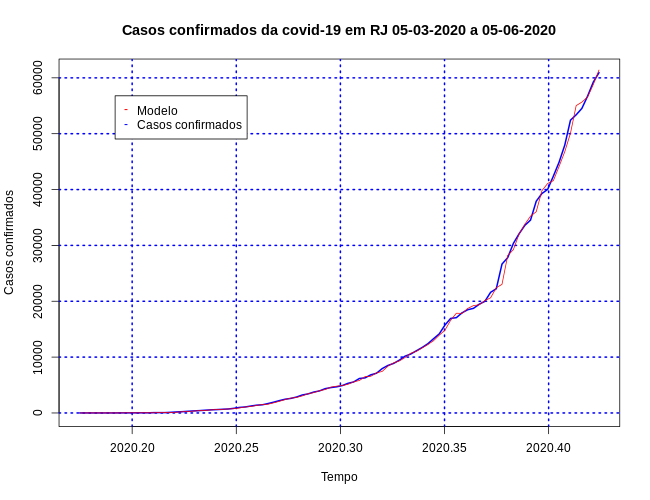 Casos confirmados da covid-19 em RJ 05-03-2020 a 05-06-2020
60000
50000
40000
30000
20000
10000
0
Casos confirmados
Modelo
Casos confirmados
2020.20
2020.25
2020.30
2020.35
2020.40
Tempo